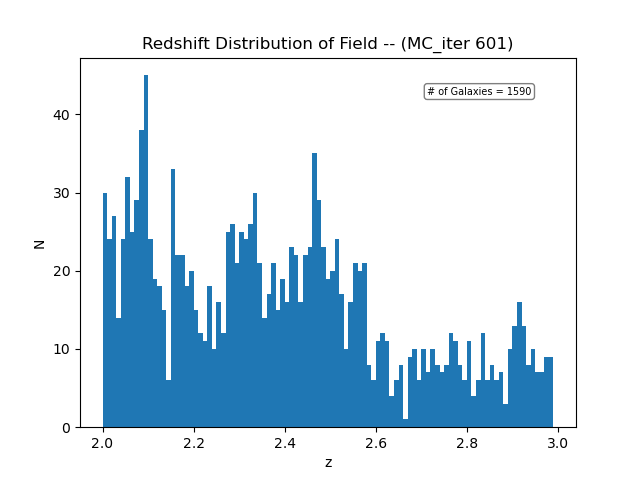 Redshift Distribution of Field -- (MC_iter 601)
# of Galaxies = 1590
40
30
20
10
0
N
2.0 2.2 2.4 2.6 2.8 3.0
z